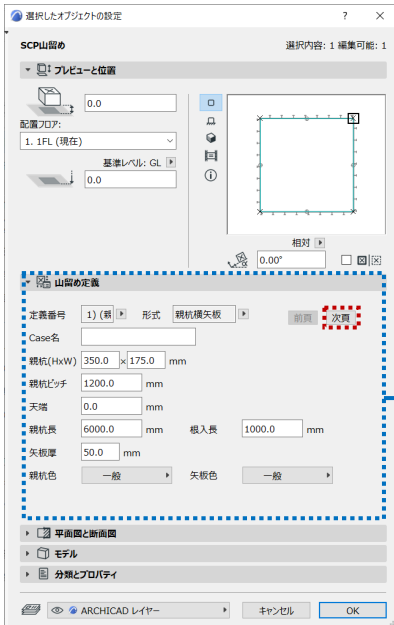 選択したオブジェクトの設定 ? ×
SCP山留め 選択内容: 1 編集可能: 1
プレビューと位置
0.0
配置フロア:
1. 1FL (現在)
基準レベル: GL
0.0
相対
0.00°
山留め定義
定義番号 1) (親 形式 親杭横矢板 前頁 次頁
Case名
親杭(HxW) 350.0 × 175.0 mm
親杭ピッチ 1200.0 mm
天端 0.0 mm
親杭長 6000.0 mm 根入長 1000.0 mm
矢板厚 50.0 mm
親杭色 一般 矢板色 一般
平面図と断面図
モデル
分類とプロパティ
ARCHICAD レイヤー キャンセル OK